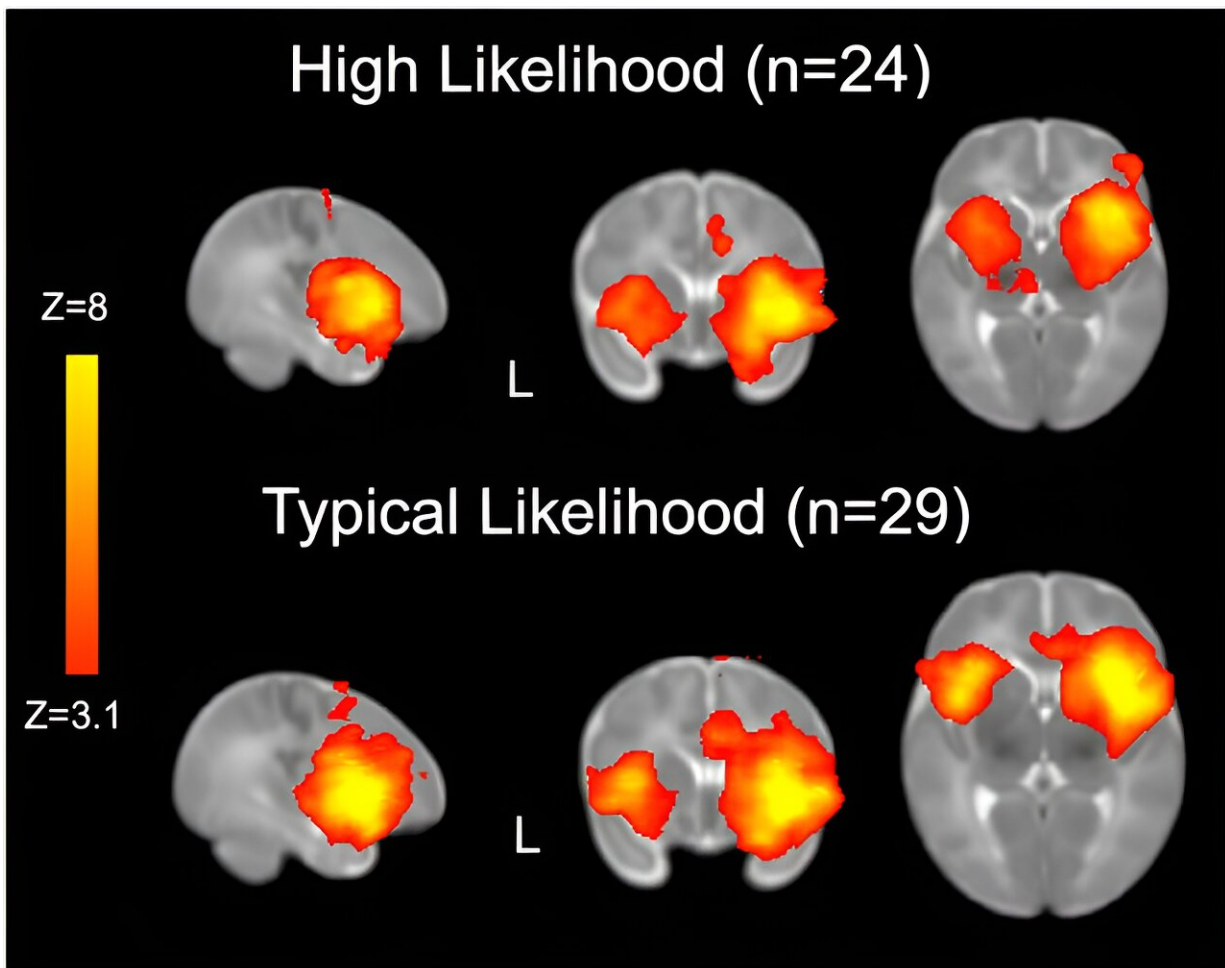 High Likelihood (n=24)
Z=8
L
Typical Likelihood (n=29)
Z=3.1
L